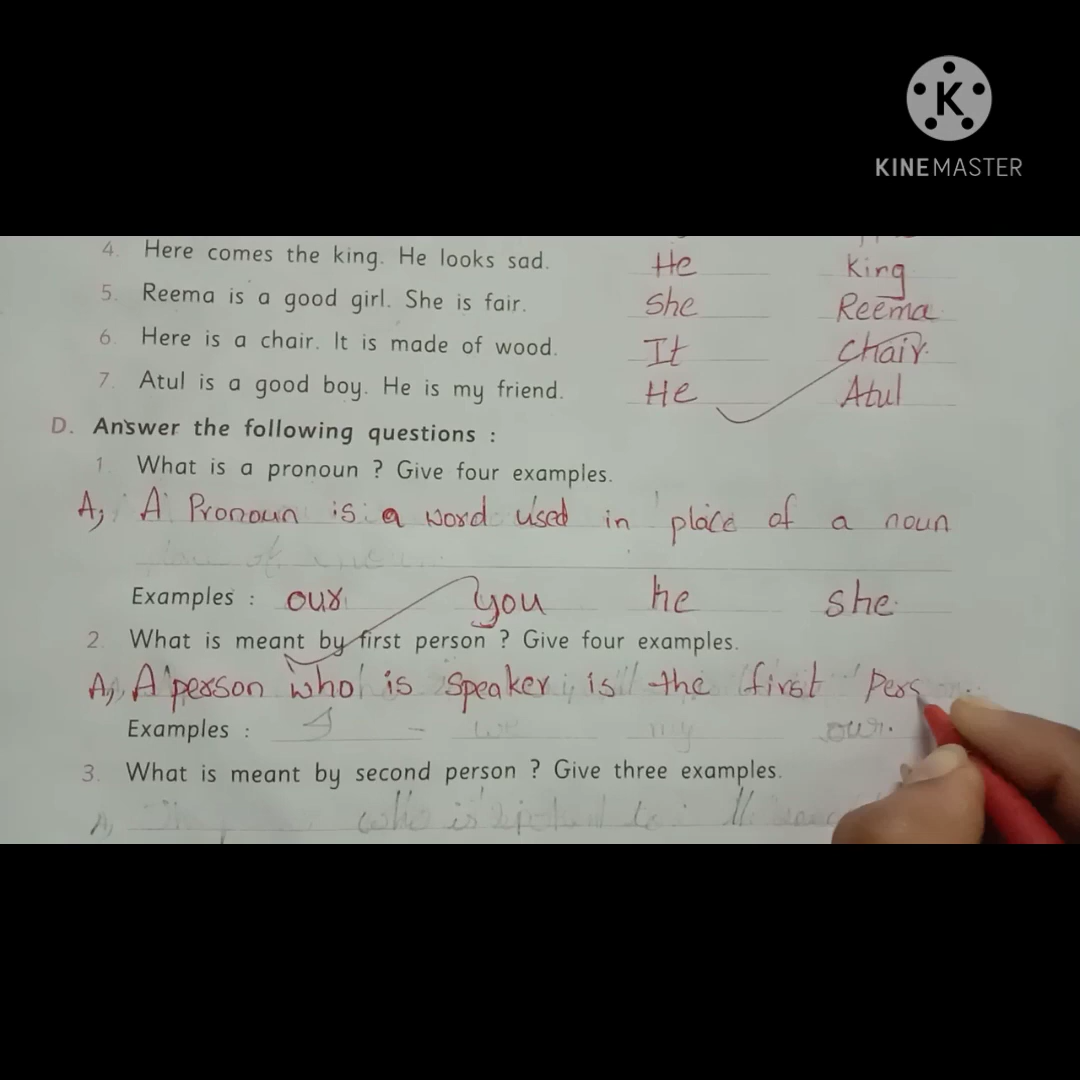 K
KINEMASTER
4. Here comes the king. He looks sad. He King
5. Reema is a good girl. She is fair. She Reema
6. Here is a chair. It is made of wood. It Chair.
7. Atul is a good boy. He is my friend. He Atul
D. Answer the following questions :
1. What is a pronoun ? Give four examples.
A, A Pronoun is a word used in place of a noun
Examples : our you he she.
2. What is meant by first person ? Give four examples.
A, A person who is speaker is the first Pers
Examples : I we my our.
3. What is meant by second person ? Give three examples.
A, who is